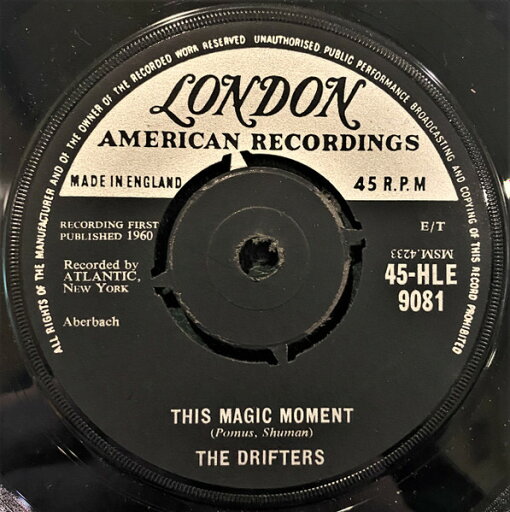 ALL RIGHTS OF THE MANUFACTURER AND OF THE OWNER OF THE RECORDED WORK RESERVED UNAUTHORISED PUBLIC PERFORMANCE BROADCASTING AND COPYING OF THIS RECORD PROHIBITED
LONDON
AMERICAN RECORDINGS
MADE IN ENGLAND
45 R.P.M
RECORDING FIRST
PUBLISHED 1960
E/T
Recorded by
ATLANTIC,
NEW YORK
MSM.4233
45-HLE
9081
Aberbach
THIS MAGIC MOMENT
(Pomus, Shuman)
THE DRIFTERS